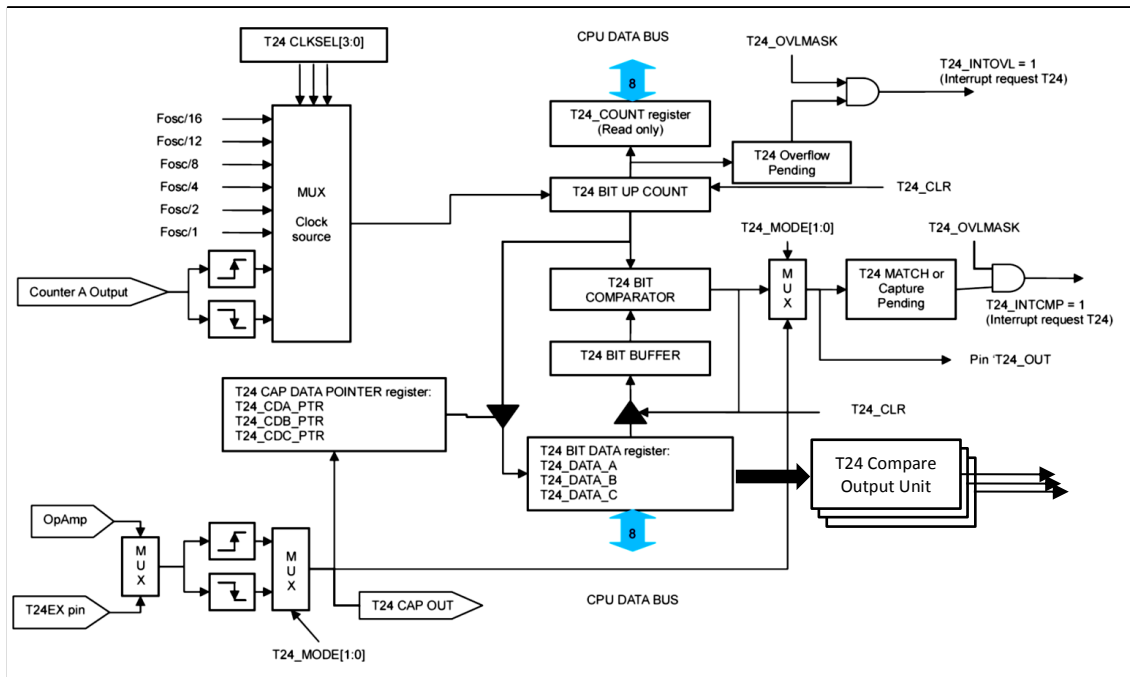 T24 CLKSEL[3:0]
CPU DATA BUS
8
T24_OVLMASK
T24_INTOVL = 1
(Interrupt request T24)
Fosc/16
Fosc/12
Fosc/8
Fosc/4
Fosc/2
Fosc/1
MUX
Clock
source
T24_COUNT register
(Read only)
T24 Overflow
Pending
T24 BIT UP COUNT
T24_CLR
Counter A Output
T24_MODE[1:0]
T24_OVLMASK
T24 BIT
COMPARATOR
M
U
X
T24 MATCH or
Capture
Pending
T24_INTCMP = 1
(Interrupt request T24)
T24 BIT BUFFER
Pin 'T24_OUT
T24 CAP DATA POINTER register:
T24_CDA_PTR
T24_CDB_PTR
T24_CDC_PTR
T24_CLR
T24 BIT DATA register:
T24_DATA_A
T24_DATA_B
T24_DATA_C
T24 Compare
Output Unit
8
CPU DATA BUS
OpAmp
M
U
X
T24EX pin
M
U
X
T24 CAP OUT
T24_MODE[1:0]